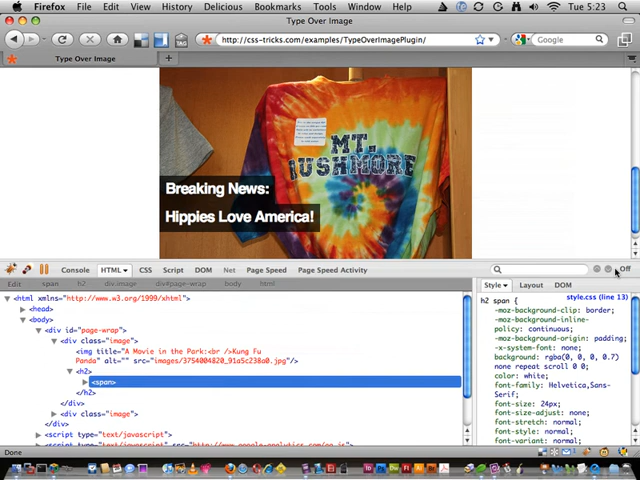 Firefox File Edit View History Delicious Bookmarks Tools Window Help Tue 5:23
Type Over Image
http://css-tricks.com/examples/TypeOverImagePlugin/
Google
Type Over Image
MT.
RUSHMORE
Breaking News:
Hippies Love America!
Console HTML CSS Script DOM Net Page Speed Page Speed Activity Off
Edit span h2 div.image div#page-wrap body html
Style Layout DOM
<html xmlns="http://www.w3.org/1999/xhtml">
<head>
<body>
<div id="page-wrap">
<div class="image">
<img title="A Movie in the Park:<br />Kung Fu
Panda" alt="" src="images/3754004820_91a5c238a0.jpg"/>
<h2>
<span>
</h2>
</div>
<div class="image">
</div>
<script type="text/javascript">
style.css (line 13)
h2 span {
-moz-background-clip: border;
-moz-background-inline-
policy: continuous;
-moz-background-origin: padding;
-x-system-font: none;
background: rgba(0, 0, 0, 0.7)
none repeat scroll 0 0;
color: white;
font-family: Helvetica,Sans-
Serif;
font-size: 24px;
font-size-adjust: none;
font-stretch: normal;
font-style: normal;
font-variant: normal;
Done